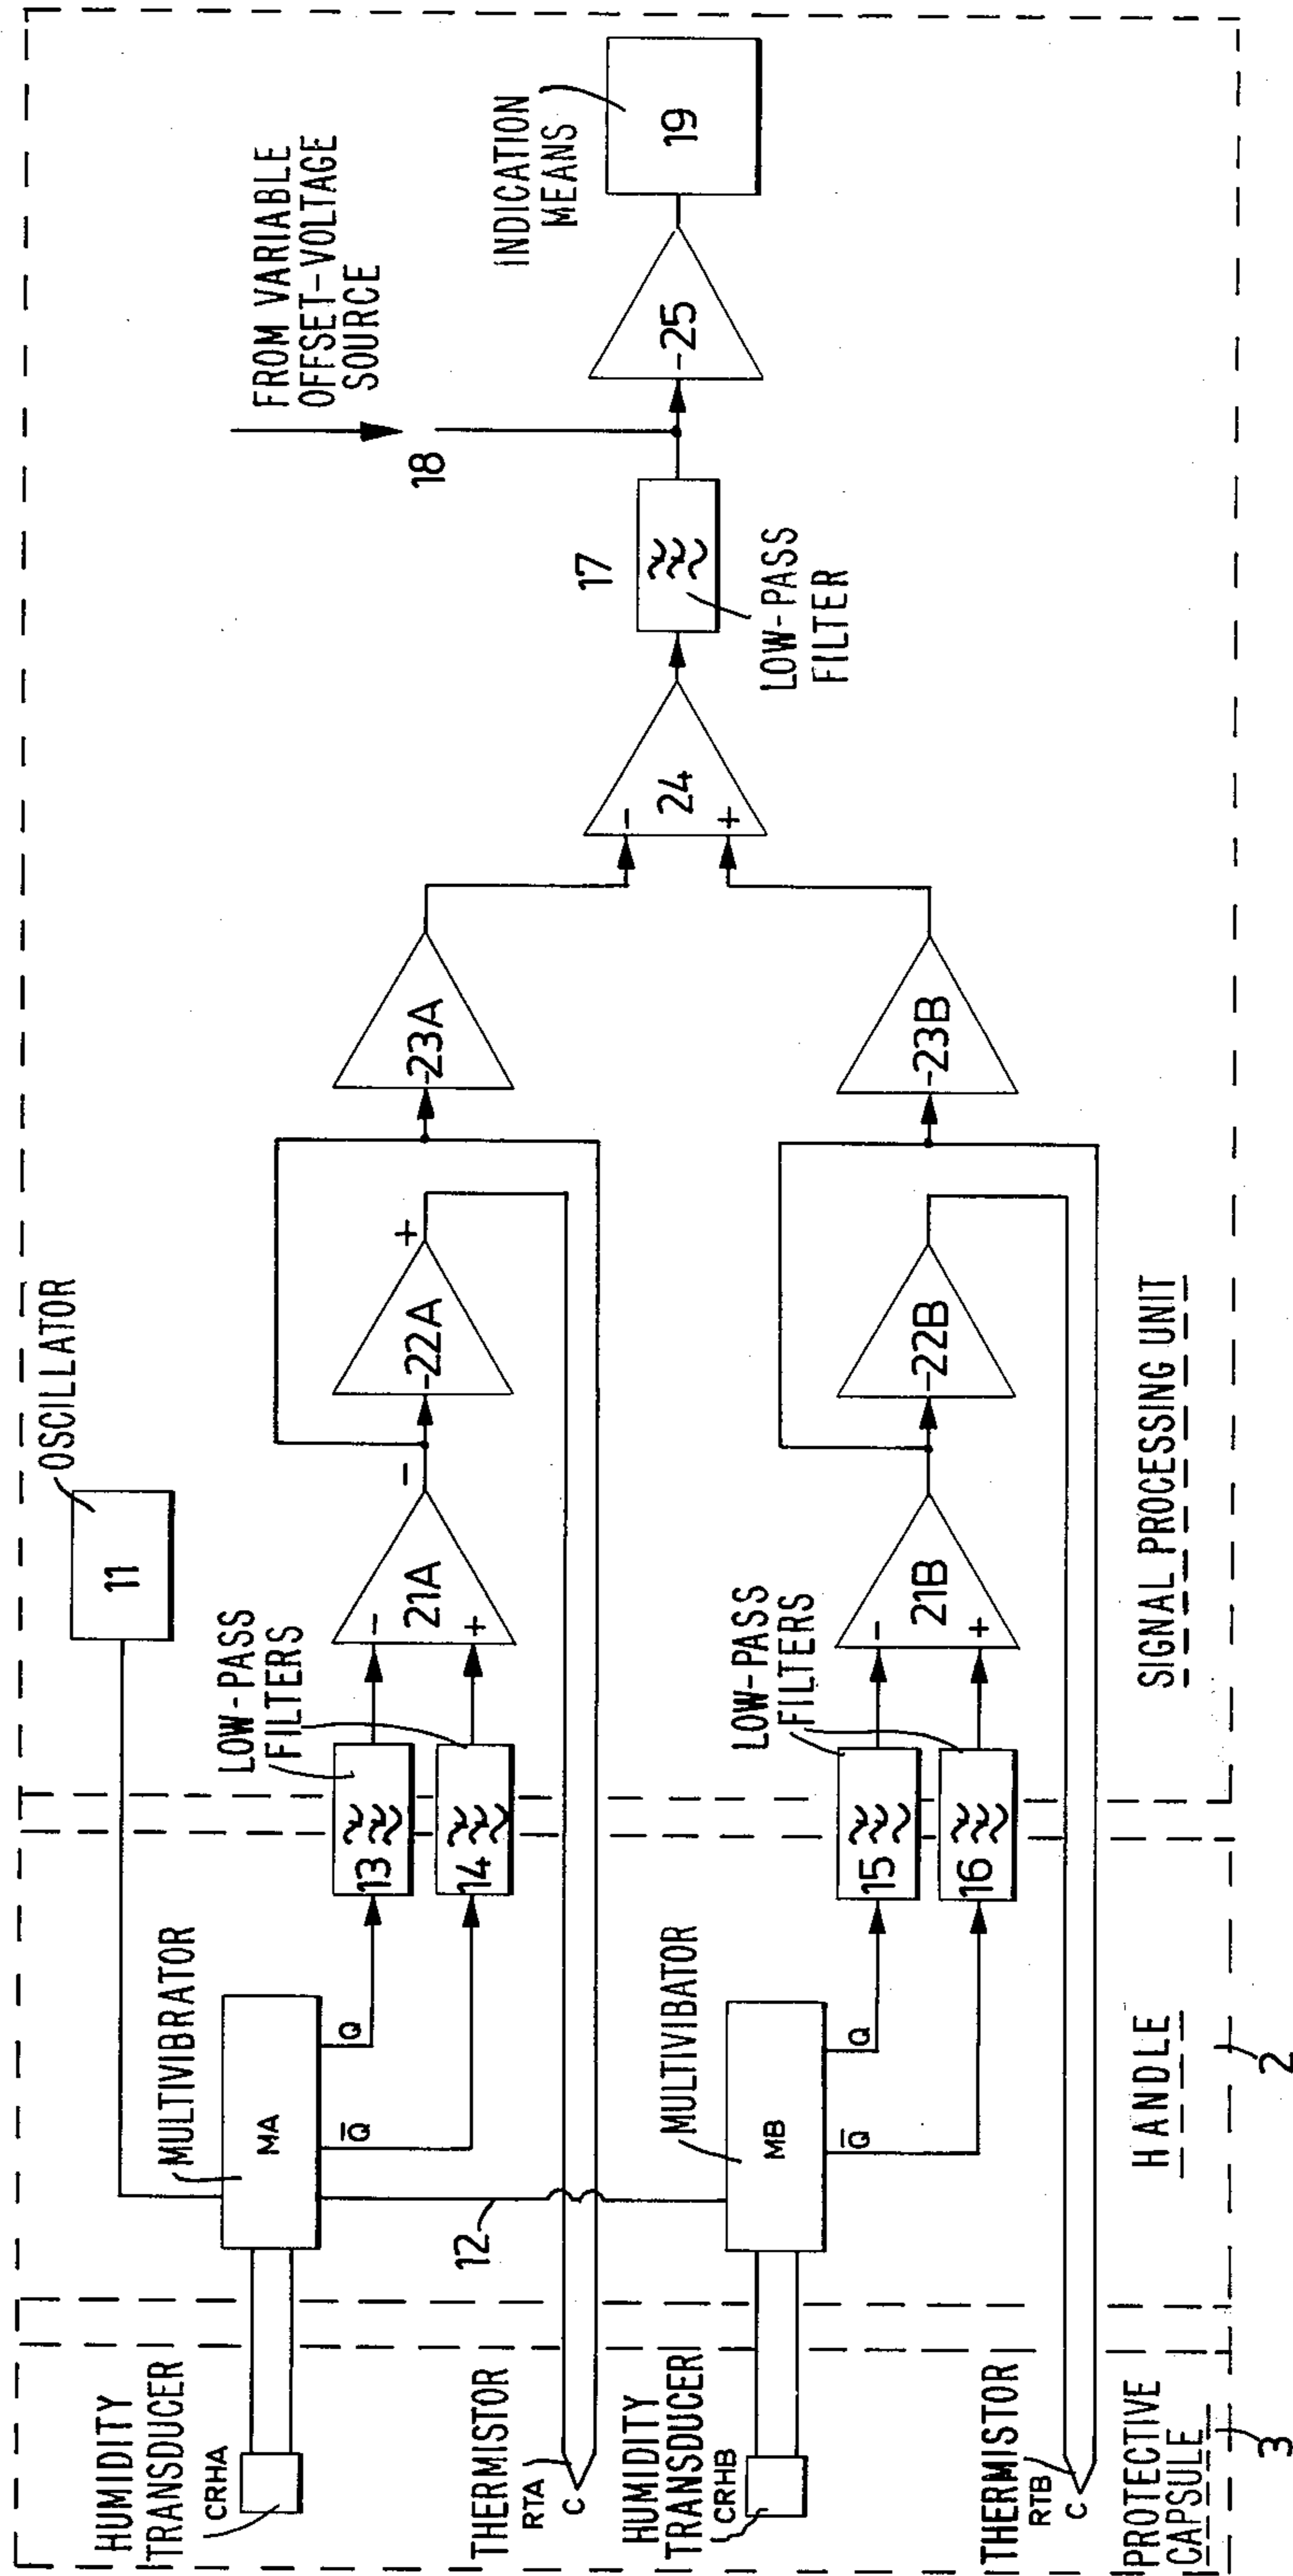 OSCILLATOR
11
FROM VARIABLE
OFFSET-VOLTAGE
SOURCE
18
INDICATION
MEANS
19
HUMIDITY
TRANSDUCER
CRHA
MULTIVIBRATOR
MA
Q
Q̅
LOW-PASS
FILTERS
13
14
-
+
21A
-
-22A
+
-23A
12
THERMISTOR
RTA
C
-
+
24
17
LOW-PASS
FILTER
-25
HUMIDITY
TRANSDUCER
CRHB
MULTIVIBATOR
MB
Q
Q̅
LOW-PASS
FILTERS
15
16
-
+
21B
-22B
-23B
THERMISTOR
RTB
C
PROTECTIVE
CAPSULE
3
HANDLE
2
SIGNAL PROCESSING UNIT